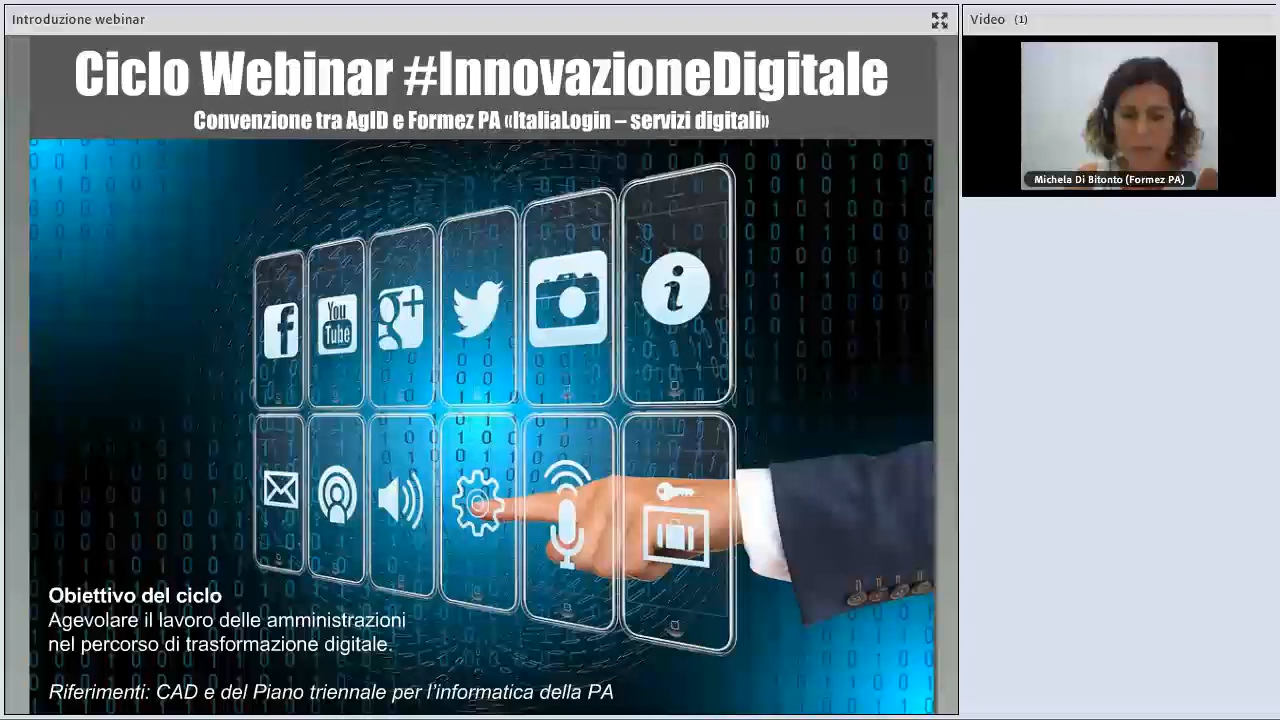 Introduzione webinar
Video (1)
Ciclo Webinar #InnovazioneDigitale
Convenzione tra AgID e Formez PA «ItaliaLogin – servizi digitali»
Michela Di Bitonto (Formez PA)
f
You
Tube
g+
i
Obiettivo del ciclo
Agevolare il lavoro delle amministrazioni
nel percorso di trasformazione digitale.
Riferimenti: CAD e del Piano triennale per l'informatica della PA